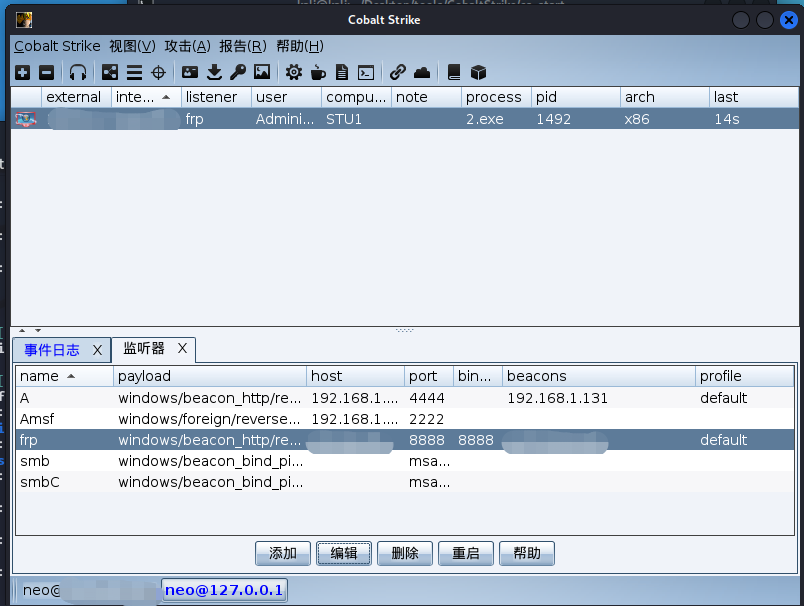 Cobalt Strike
Cobalt Strike 视图(V) 攻击(A) 报告(R) 帮助(H)
external inte... listener user compu... note process pid arch last
frp Admini... STU1 2.exe 1492 x86 14s
事件日志 X 监听器 X
name payload host port bin... beacons profile
A windows/beacon_http/re... 192.168.1.... 4444 192.168.1.131 default
Amsf windows/foreign/reverse... 192.168.1.... 2222
frp windows/beacon_http/re... 8888 8888 default
smb windows/beacon_bind_pi... msa...
smbC windows/beacon_bind_pi... msa...
添加 编辑 删除 重启 帮助
neo@ neo@127.0.0.1